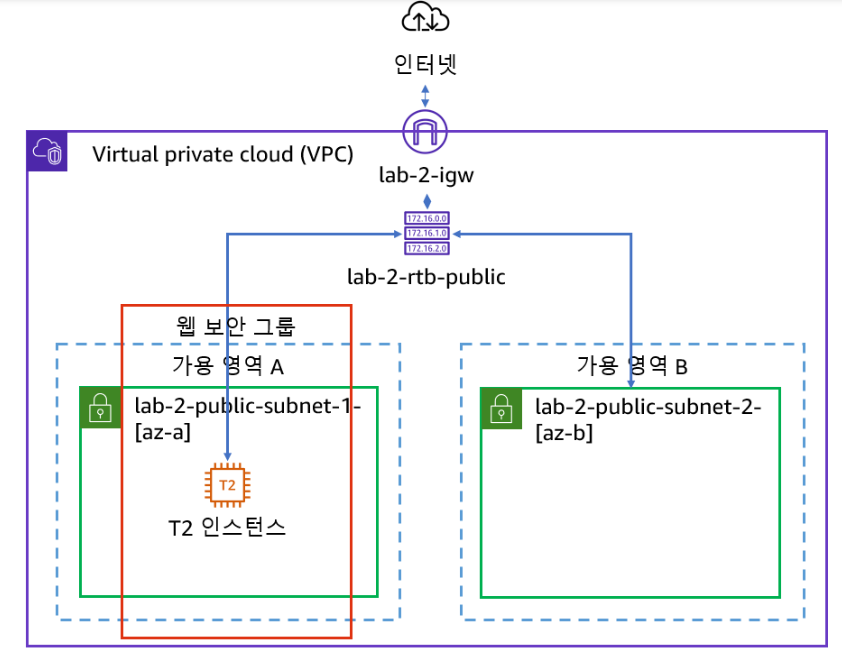 인터넷
Virtual private cloud (VPC)
lab-2-igw
172.16.0.0
172.16.1.0
172.16.2.0
lab-2-rtb-public
웹 보안 그룹
가용 영역 A
가용 영역 B
lab-2-public-subnet-1-
[az-a]
lab-2-public-subnet-2-
[az-b]
T2
T2 인스턴스